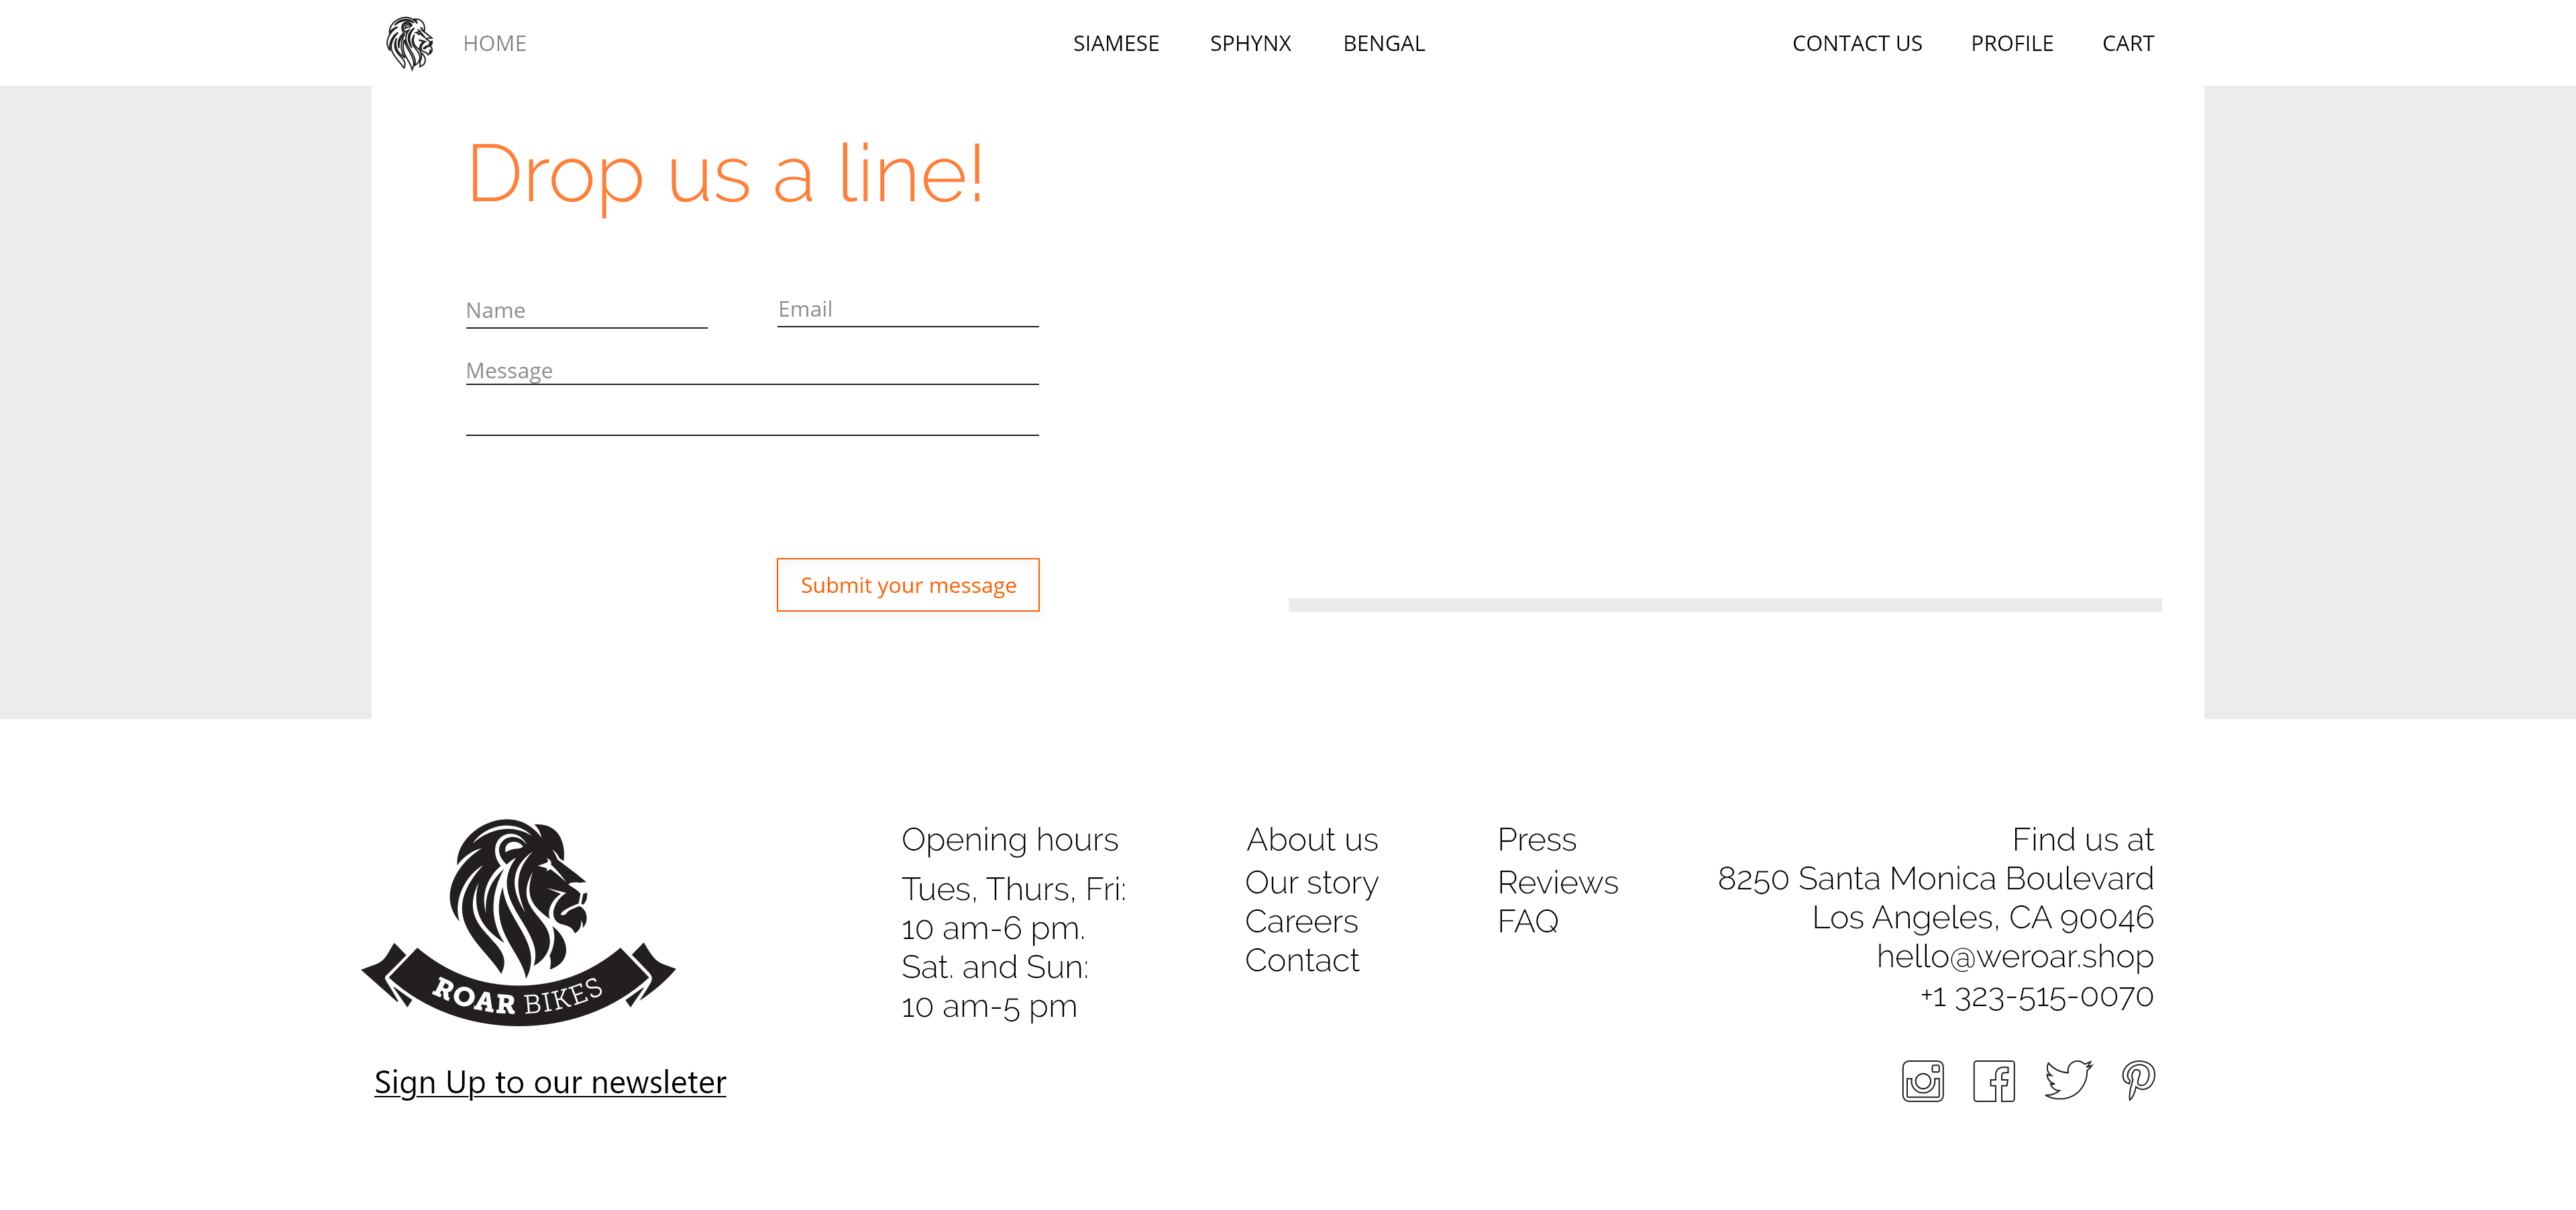 HOME
SIAMESE
SPHYNX
BENGAL
CONTACT US
PROFILE
CART
Drop us a line!
Name
Email
Message
Submit your message
ROAR BIKES
Sign Up to our newsleter
Opening hours
Tues, Thurs, Fri:
10 am-6 pm.
Sat. and Sun:
10 am-5 pm
About us
Our story
Careers
Contact
Press
Reviews
FAQ
Find us at
8250 Santa Monica Boulevard
Los Angeles, CA 90046
hello@weroar.shop
+1 323-515-0070